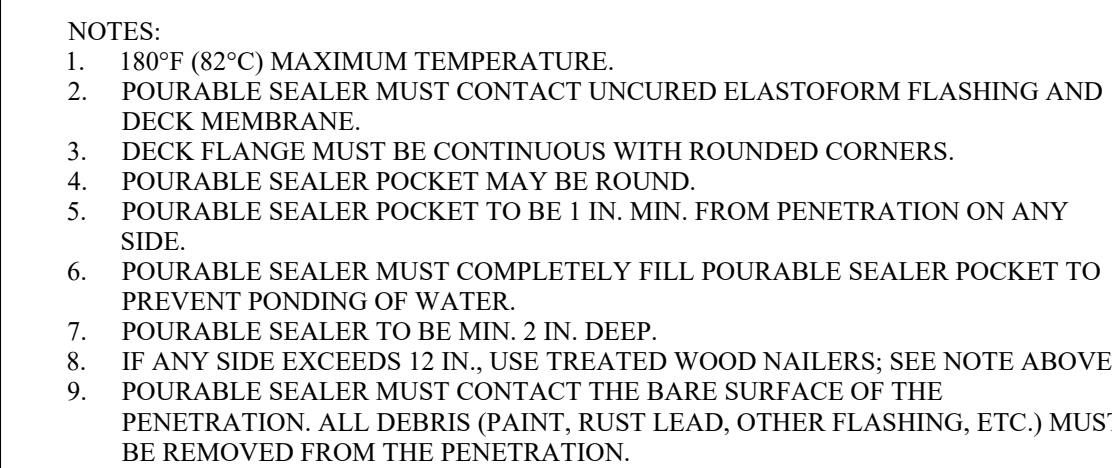 NOTES:
1. 180°F (82°C) MAXIMUM TEMPERATURE.
2. POURABLE SEALER MUST CONTACT UNCURED ELASTOFORM FLASHING AND
DECK MEMBRANE.
3. DECK FLANGE MUST BE CONTINUOUS WITH ROUNDED CORNERS.
4. POURABLE SEALER POCKET MAY BE ROUND.
5. POURABLE SEALER POCKET TO BE 1 IN. MIN. FROM PENETRATION ON ANY
SIDE.
6. POURABLE SEALER MUST COMPLETELY FILL POURABLE SEALER POCKET TO
PREVENT PONDING OF WATER.
7. POURABLE SEALER TO BE MIN. 2 IN. DEEP.
8. IF ANY SIDE EXCEEDS 12 IN., USE TREATED WOOD NAILERS; SEE NOTE ABOVE
9. POURABLE SEALER MUST CONTACT THE BARE SURFACE OF THE
PENETRATION. ALL DEBRIS (PAINT, RUST LEAD, OTHER FLASHING, ETC.) MUST
BE REMOVED FROM THE PENETRATION.